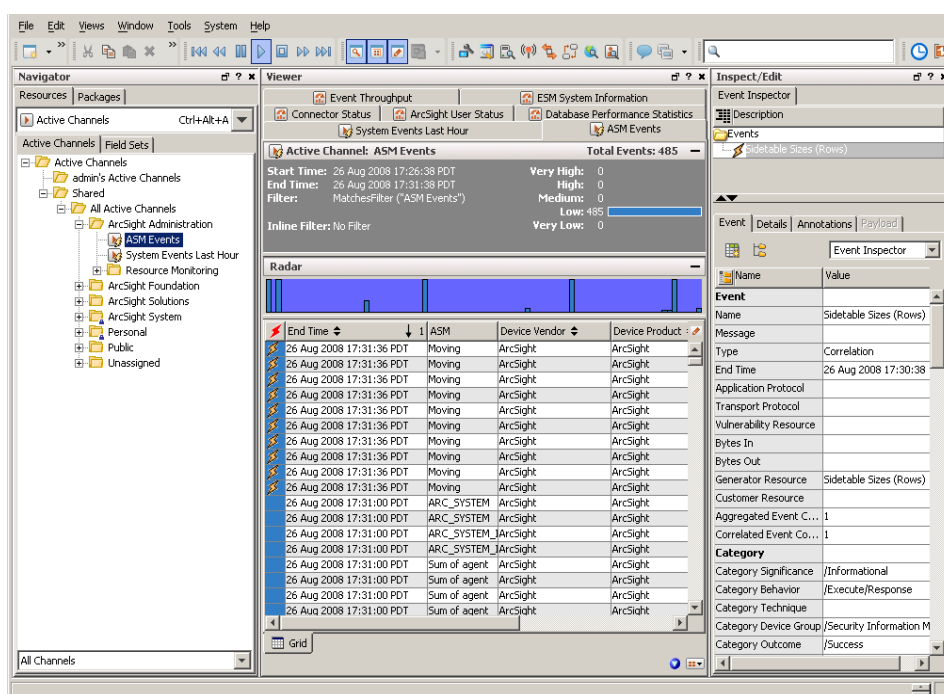 File Edit Views Window Tools System Help
Navigator
Resources Packages
Active Channels Ctrl+Alt+A
Active Channels Field Sets
Active Channels
admin's Active Channels
Shared
All Active Channels
ArcSight Administration
ASM Events
System Events Last Hour
Resource Monitoring
ArcSight Foundation
ArcSight Solutions
ArcSight System
Personal
Public
Unassigned
All Channels
Viewer
Event Throughput ESM System Information
Connector Status ArcSight User Status Database Performance Statistics
System Events Last Hour ASM Events
Active Channel: ASM Events Total Events: 485
Start Time: 26 Aug 2008 17:26:38 PDT Very High: 0
End Time: 26 Aug 2008 17:31:38 PDT High: 0
Filter: MatchesFilter ("ASM Events") Medium: 0
Low: 485
Inline Filter: No Filter Very Low: 0
Radar
End Time 1 ASM Device Vendor Device Product
26 Aug 2008 17:31:36 PDT Moving ArcSight ArcSight
26 Aug 2008 17:31:36 PDT Moving ArcSight ArcSight
26 Aug 2008 17:31:36 PDT Moving ArcSight ArcSight
26 Aug 2008 17:31:36 PDT Moving ArcSight ArcSight
26 Aug 2008 17:31:36 PDT Moving ArcSight ArcSight
26 Aug 2008 17:31:36 PDT Moving ArcSight ArcSight
26 Aug 2008 17:31:36 PDT Moving ArcSight ArcSight
26 Aug 2008 17:31:36 PDT Moving ArcSight ArcSight
26 Aug 2008 17:31:36 PDT Moving ArcSight ArcSight
26 Aug 2008 17:31:36 PDT Moving ArcSight ArcSight
26 Aug 2008 17:31:00 PDT ARC_SYSTEM ArcSight ArcSight
26 Aug 2008 17:31:00 PDT ARC_SYSTEM ArcSight ArcSight
26 Aug 2008 17:31:00 PDT ARC_SYSTEM_ ArcSight ArcSight
26 Aug 2008 17:31:00 PDT ARC_SYSTEM_ ArcSight ArcSight
26 Aug 2008 17:31:00 PDT Sum of agent ArcSight ArcSight
26 Aug 2008 17:31:00 PDT Sum of agent ArcSight ArcSight
26 Aug 2008 17:31:00 PDT Sum of agent ArcSight ArcSight
26 Aug 2008 17:31:00 PDT Sum of agent ArcSight ArcSight
Grid
Inspect/Edit
Event Inspector
Description
Events
Sidetable Sizes (Rows)
Event Details Annotations Payload
Event Inspector
Name Value
Event
Name Sidetable Sizes (Rows)
Message
Type Correlation
End Time 26 Aug 2008 17:30:38
Application Protocol
Transport Protocol
Vulnerability Resource
Bytes In
Bytes Out
Generator Resource Sidetable Sizes (Rows)
Customer Resource
Aggregated Event C... 1
Correlated Event Co... 1
Category
Category Significance /Informational
Category Behavior /Execute/Response
Category Technique
Category Device Group /Security Information M
Category Outcome /Success